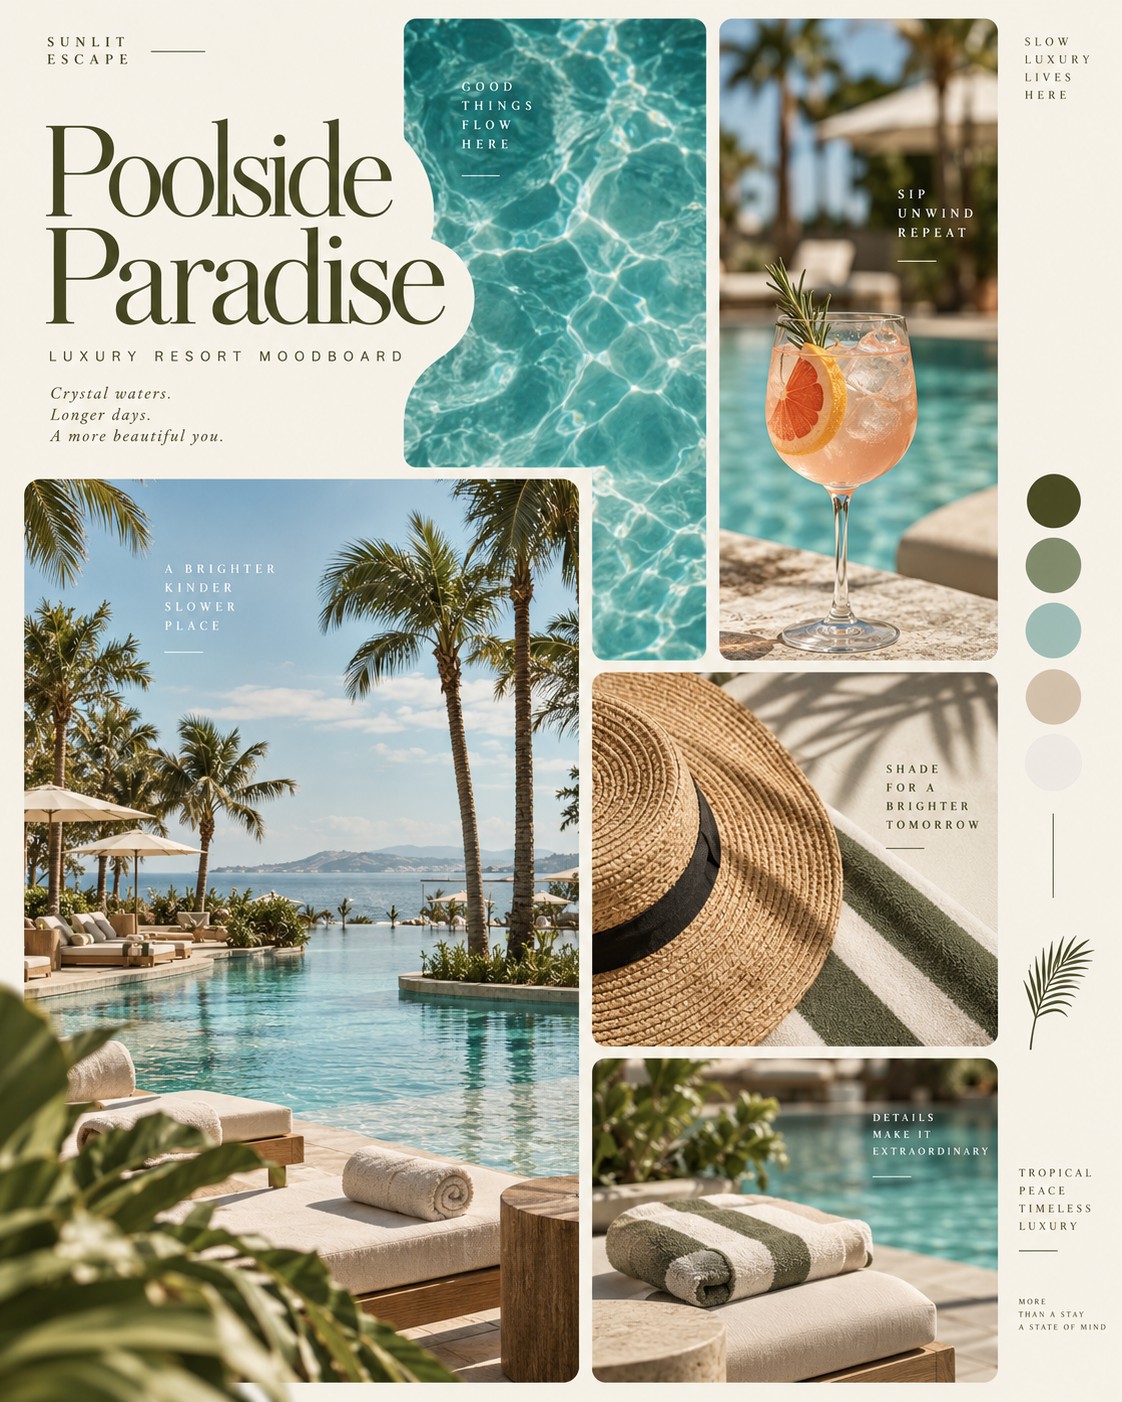 SUNLIT
ESCAPE
Poolside
Paradise
LUXURY RESORT MOODBOARD
Crystal waters.
Longer days.
A more beautiful you.
GOOD
THINGS
FLOW
HERE
SIP
UNWIND
REPEAT
SLOW
LUXURY
LIVES
HERE
A BRIGHTER
KINDER
SLOWER
PLACE
SHADE
FOR A
BRIGHTER
TOMORROW
DETAILS
MAKE IT
EXTRAORDINARY
TROPICAL
PEACE
TIMELESS
LUXURY
MORE
THAN A STAY
A STATE OF MIND